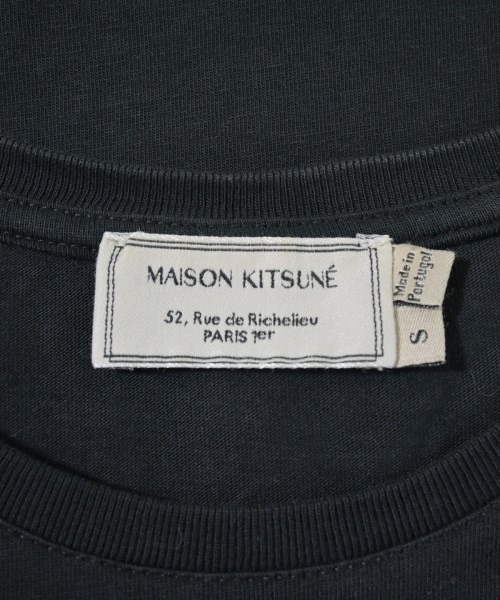 MAISON KITSUNÉ
52, Rue de Richelieu
PARIS 1er
Made in
Portugal
S